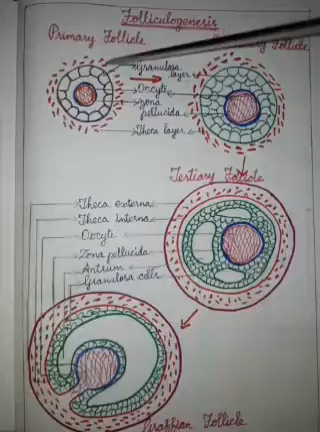 Folliculogenesis
Primary Follicle
Follicle
Granulosa
layer
Oocyte
Zona
pellucida
Theca layer
Tertiary Follicle
Theca externa
Theca interna
Oocyte
Zona pellucida
Antrum
Granulosa cells
Graffian Follicle